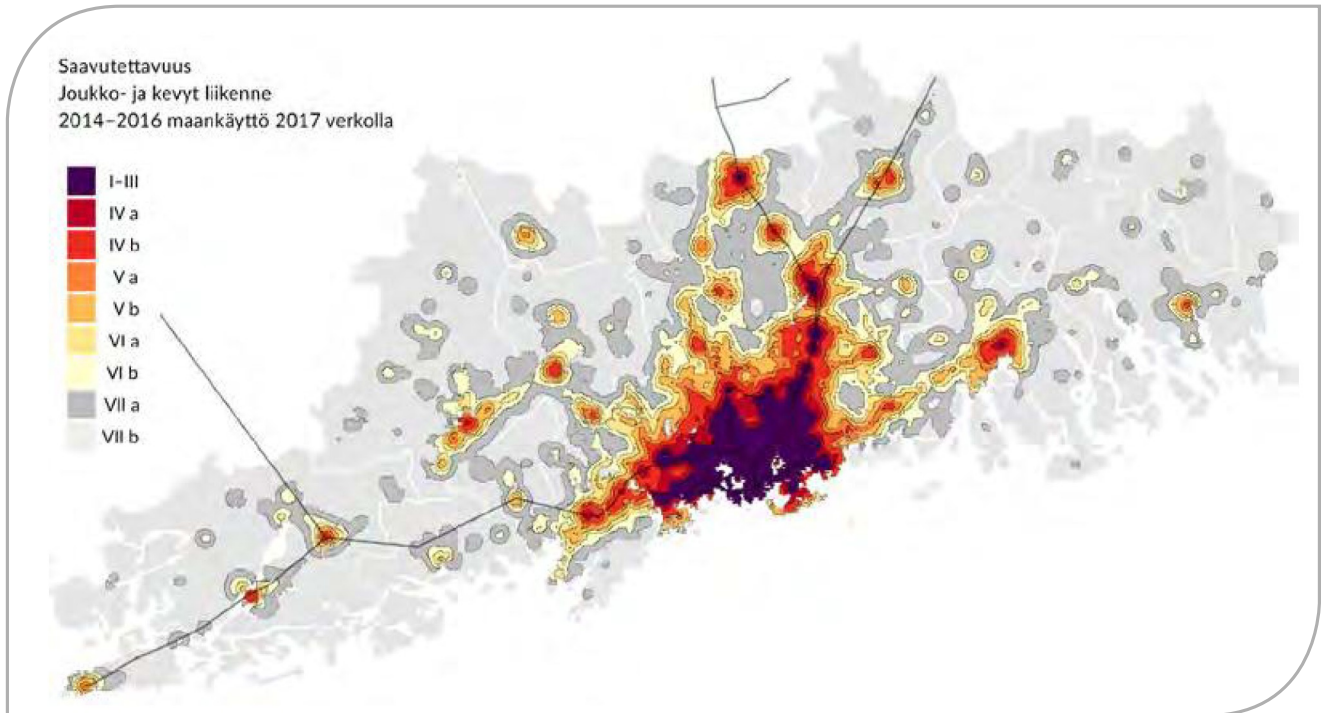 Saavutettavuus
Joukko- ja kevyt liikenne
2014–2016 maankäyttö 2017 verkolla
I–III
IV a
IV b
V a
V b
VI a
VI b
VII a
VII b